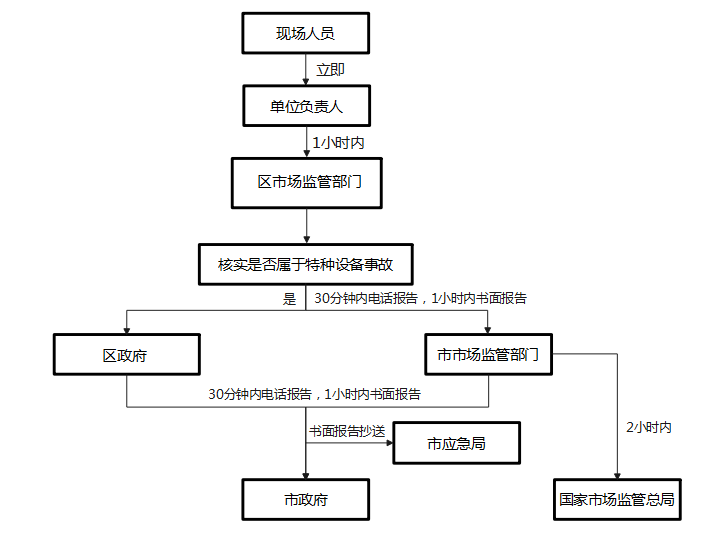 现场人员
立即
单位负责人
1小时内
区市场监管部门
核实是否属于特种设备事故
是
30分钟内电话报告，1小时内书面报告
区政府
市市场监管部门
30分钟内电话报告，1小时内书面报告
2小时内
书面报告抄送
市应急局
市政府
国家市场监管总局